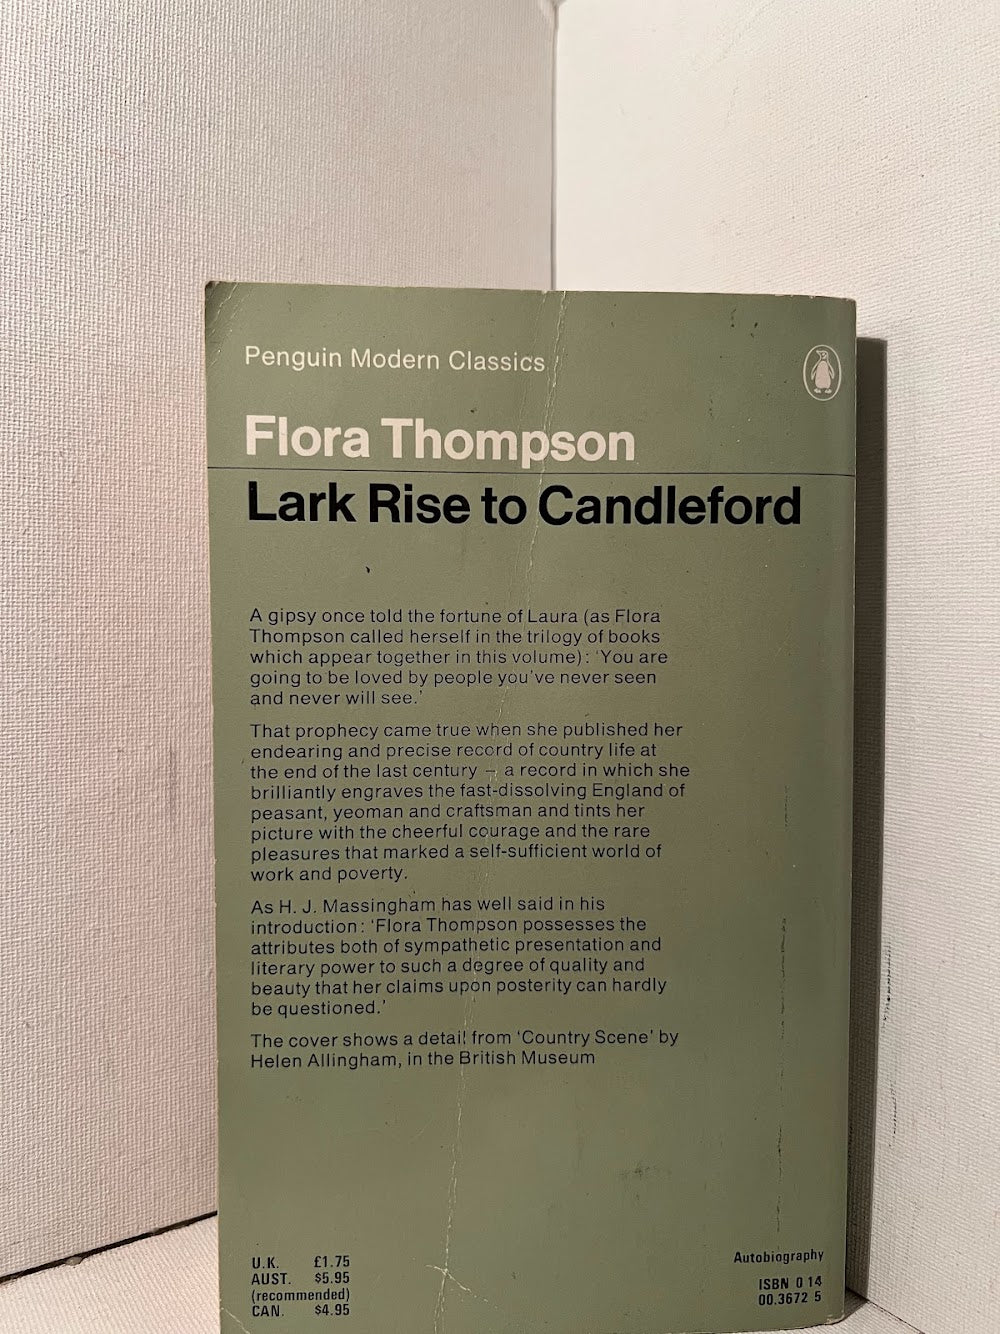 Penguin Modern Classics
Flora Thompson
Lark Rise to Candleford
A gipsy once told the fortune of Laura (as Flora
Thompson called herself in the trilogy of books
which appear together in this volume): ‘You are
going to be loved by people you’ve never seen
and never will see.’
That prophecy came true when she published her
endearing and precise record of country life at
the end of the last century – a record in which she
brilliantly engraves the fast-dissolving England of
peasant, yeoman and craftsman and tints her
picture with the cheerful courage and the rare
pleasures that marked a self-sufficient world of
work and poverty.
As H. J. Massingham has well said in his
introduction: ‘Flora Thompson possesses the
attributes both of sympathetic presentation and
literary power to such a degree of quality and
beauty that her claims upon posterity can hardly
be questioned.’
The cover shows a detail from ‘Country Scene’ by
Helen Allingham, in the British Museum
U.K. £1.75
AUST. $5.95
(recommended)
CAN. $4.95
Autobiography
ISBN 0 14
00.3672 5